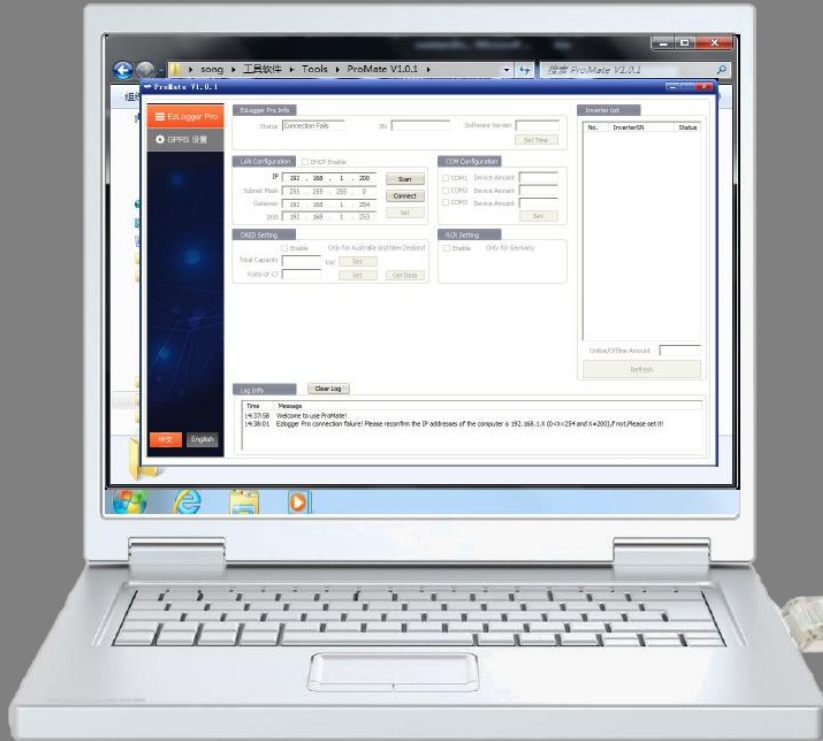 song ▸ 工具软件 ▸ Tools ▸ ProMate V1.0.1 ▸
搜索 ProMate V1.0.1
ProMate V1.0.1
EzLogger Pro
GPRS 设置
EzLogger Pro Info
Status Connection Fails SN Software Version
Set Time
LAN Configuration DHCP Enable
IP 192 . 168 . 1 . 200 Scan
Subnet Mask 255 . 255 . 255 . 0
Connect
Gateway 192 . 168 . 1 . 254
Set
DNS 192 . 168 . 1 . 253
COM Configuration
COM1 Device Amount
COM2 Device Amount
COM3 Device Amount
Set
DRED Setting
Enable Only for Australia and New Zealand
Total Capacity kW Set
Ratio of CT Set Get Data
RCR Setting
Enable Only for Germany
Inverter List
No. InverterSN Status
Online/Offline Amount
Refresh
Log Info Clear Log
Time Message
14:37:58 Welcome to use ProMate!
14:38:01 Ezlogger Pro connection failure! Please reconfirm the IP addresses of the computer is 192.168.1.X (0<X<254 and X≠200),if not,Please set it!
中文 English